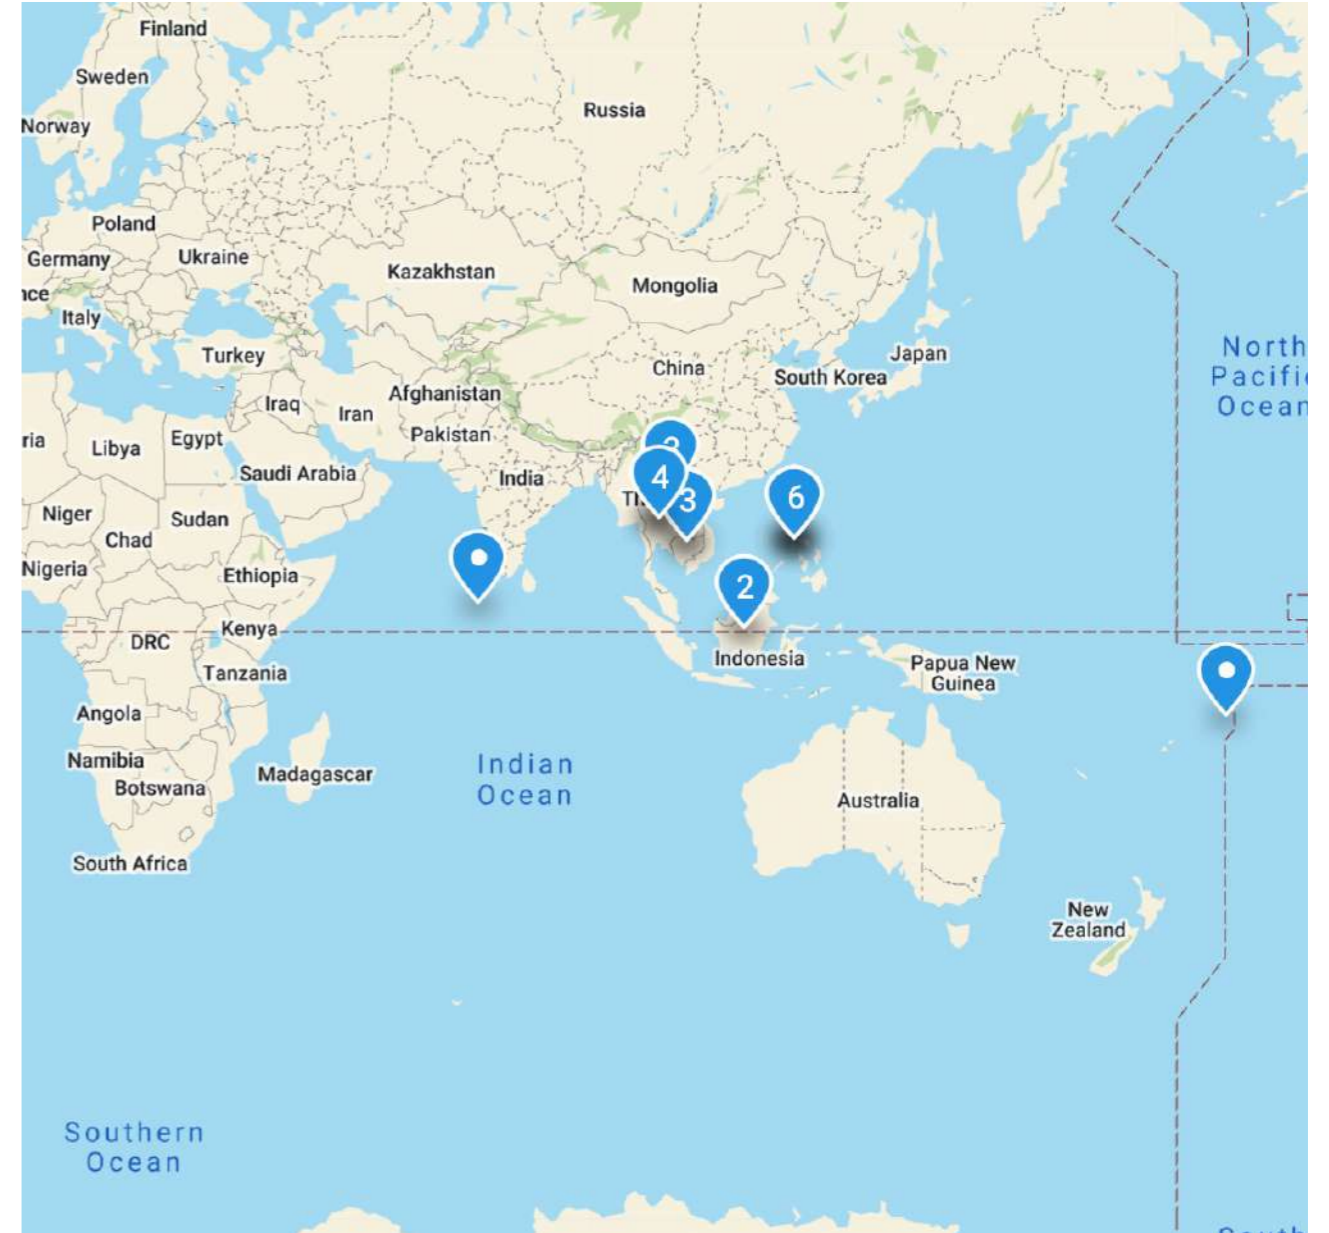 Finland
Sweden
Norway
Russia
Poland
Germany
Ukraine
Kazakhstan
Mongolia
nce
Italy
Turkey
Japan
China
South Korea
North
Pacific
Ocean
Afghanistan
Iraq
Iran
Pakistan
ria
Libya
Egypt
Saudi Arabia
India
4
3
6
Niger
Sudan
Chad
Nigeria
Ethiopia
2
DRC
Kenya
Indonesia
Tanzania
Papua New
Guinea
Angola
Namibia
Botswana
Madagascar
Indian
Ocean
Australia
South Africa
New
Zealand
Southern
Ocean